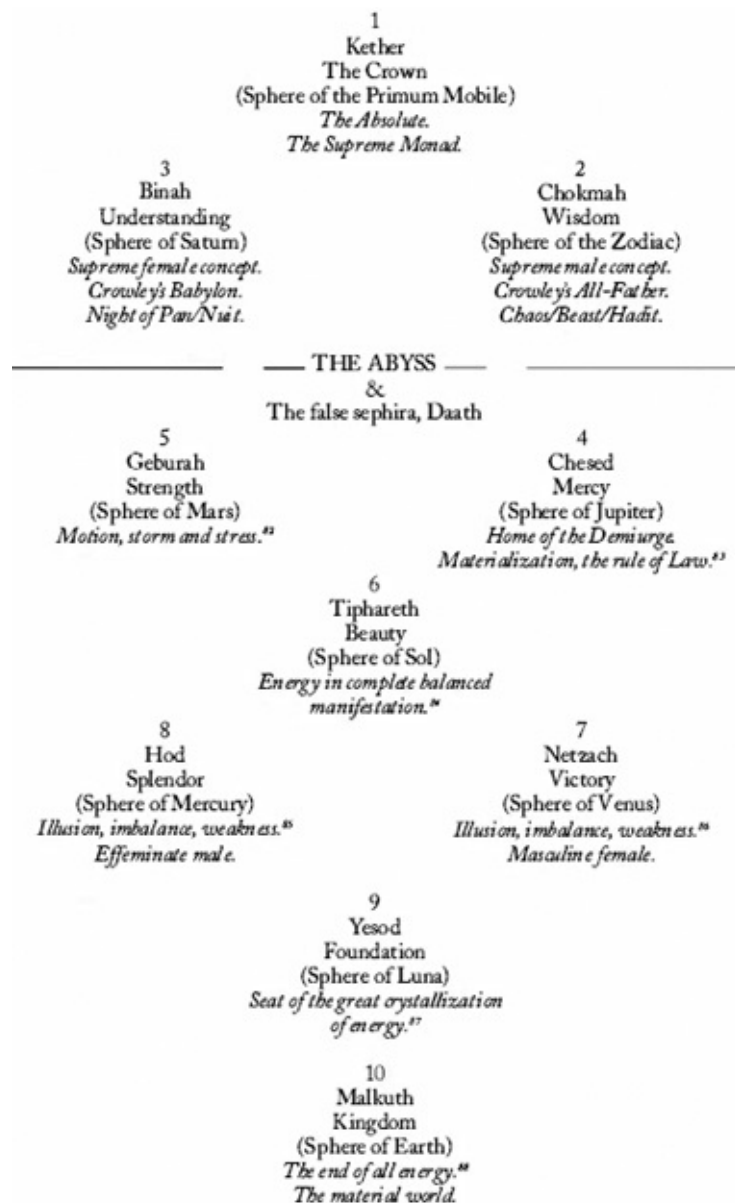 1
Kether
The Crown
(Sphere of the Primum Mobile)
The Absolute.
The Supreme Monad.
3
Binah
Understanding
(Sphere of Saturn)
Supreme female concept.
Crowley's Babylon.
Night of Pan/Nuit.
2
Chokmah
Wisdom
(Sphere of the Zodiac)
Supreme male concept.
Crowley's All-Father.
Chaos/Beast/Hadit.
THE ABYSS
&
The false sephira, Daath
5
Geburah
Strength
(Sphere of Mars)
Motion, storm and stress.82
4
Chesed
Mercy
(Sphere of Jupiter)
Home of the Demiurge.
Materialization, the rule of Law.83
6
Tiphareth
Beauty
(Sphere of Sol)
Energy in complete balanced
manifestation.84
8
Hod
Splendor
(Sphere of Mercury)
Illusion, imbalance, weakness.85
Effeminate male.
7
Netzach
Victory
(Sphere of Venus)
Illusion, imbalance, weakness.86
Masculine female.
9
Yesod
Foundation
(Sphere of Luna)
Seat of the great crystallization
of energy.87
10
Malkuth
Kingdom
(Sphere of Earth)
The end of all energy.88
The material world.